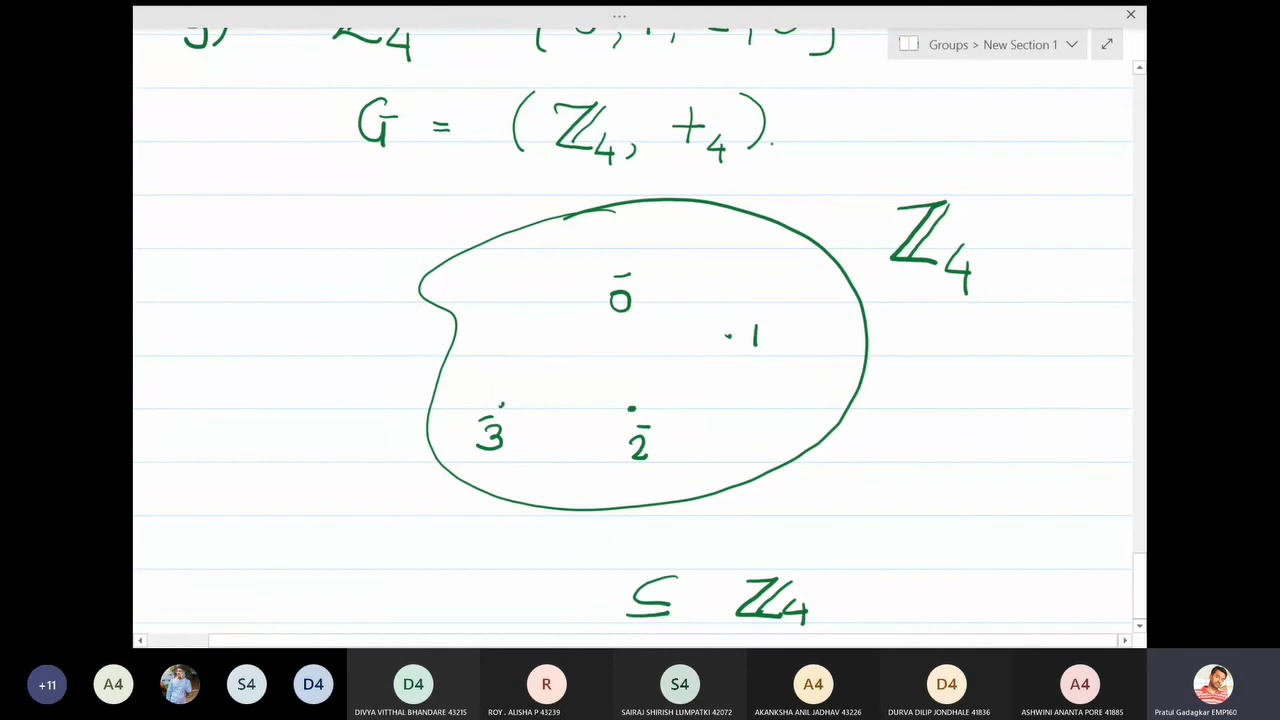 Groups > New Section 1
G = (ℤ₄, +₄).
ℤ₄
0̄
· 1
3̄
2̄
⊆ ℤ₄
+11
A4
S4
D4
D4
R
S4
A4
D4
A4
DIVYA VITTHAL BHANDARE 43215
ROY . ALISHA P 43239
SAIRAJ SHIRISH LUMPATKI 42072
AKANKSHA ANIL JADHAV 43226
DURVA DILIP JONDHALE 41836
ASHWINI ANANTA PORE 41885
Pratul Gadagkar EMP160